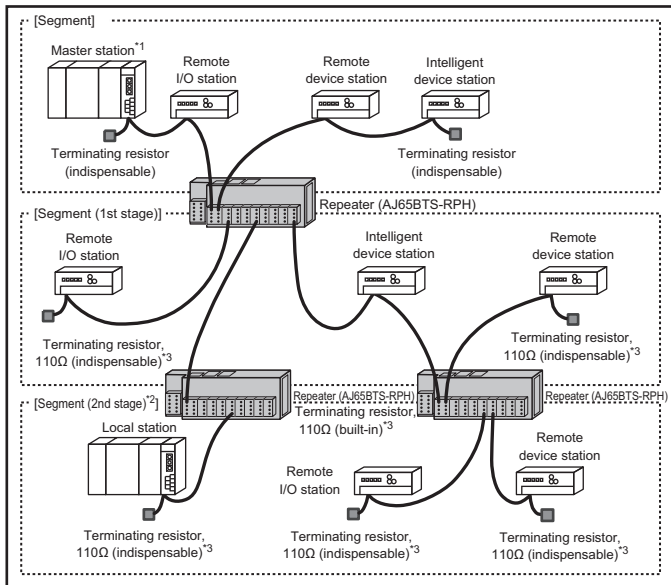 [Segment]
Master station*1
Remote
I/O station
Remote
device station
Intelligent
device station
Terminating resistor
(indispensable)
Terminating resistor
(indispensable)
Repeater (AJ65BTS-RPH)
[Segment (1st stage)]
Remote
I/O station
Intelligent
device station
Remote
device station
Terminating resistor,
110Ω (indispensable)*3
Terminating resistor,
110Ω (indispensable)*3
Repeater (AJ65BTS-RPH)
Repeater (AJ65BTS-RPH)
[Segment (2nd stage)*2]
Terminating resistor,
110Ω (built-in)*3
Local station
Remote
I/O station
Remote
device station
Terminating resistor,
110Ω (indispensable)*3
Terminating resistor,
110Ω (indispensable)*3
Terminating resistor,
110Ω (indispensable)*3